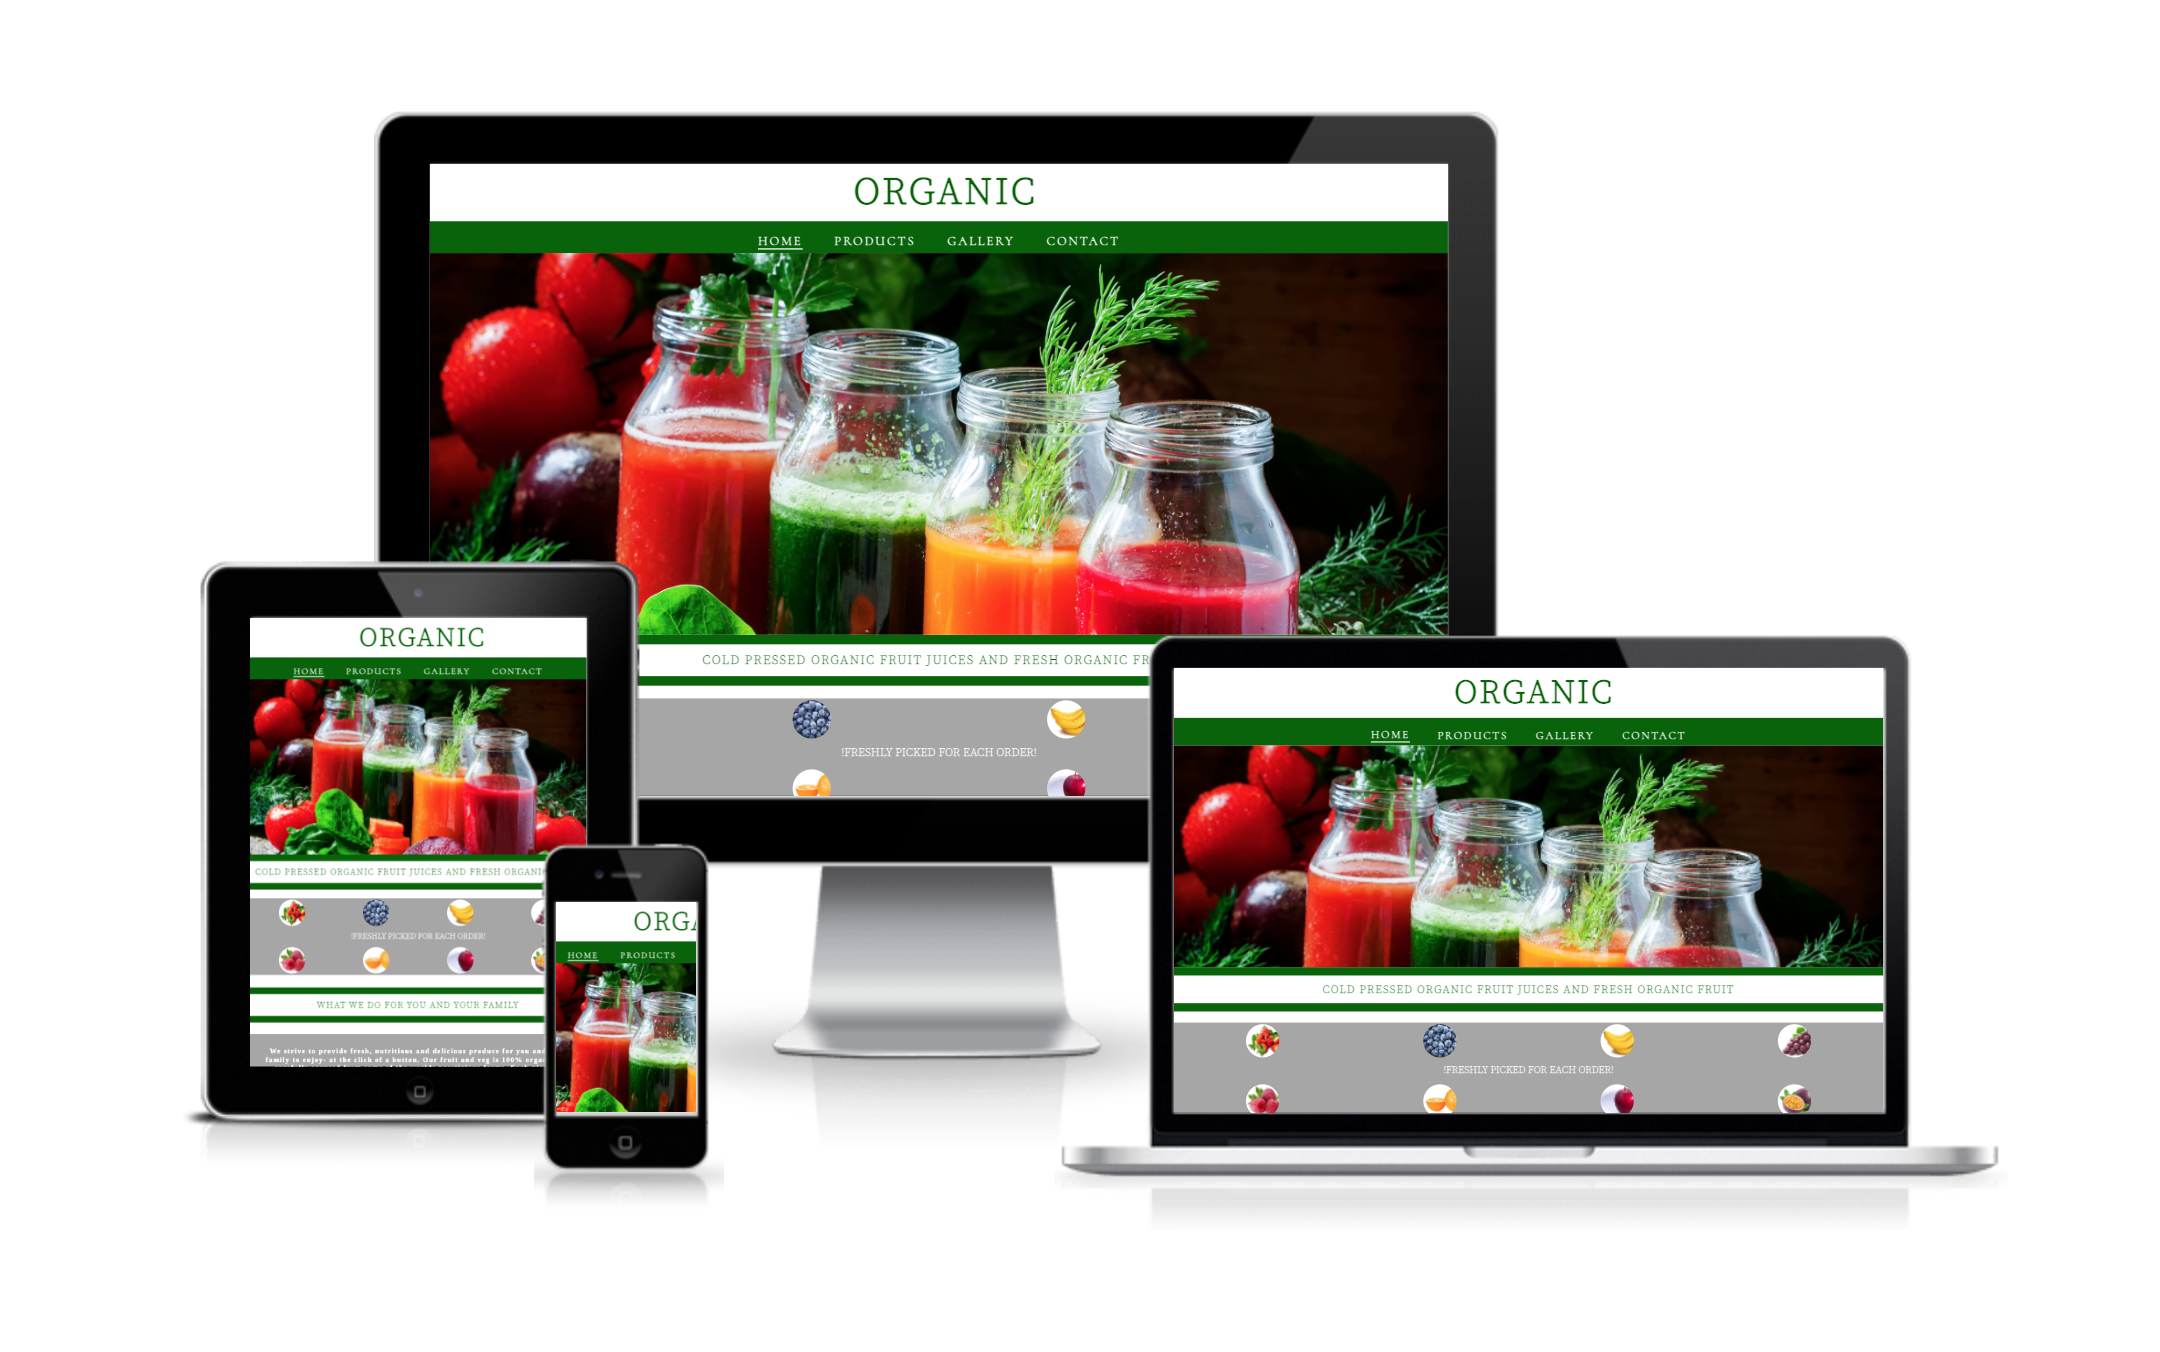 ORGANIC
HOME PRODUCTS GALLERY CONTACT
COLD PRESSED ORGANIC FRUIT JUICES AND FRESH ORGANIC FR
!FRESHLY PICKED FOR EACH ORDER!
ORGANIC
HOME PRODUCTS GALLERY CONTACT
COLD PRESSED ORGANIC FRUIT JUICES AND FRESH ORGANIC
!FRESHLY PICKED FOR EACH ORDER!
WHAT WE DO FOR YOU AND YOUR FAMILY
We strive to provide fresh, nutritious and delicious produce for you and
family to enjoy- at the click of a button. Our fruit and veg is 100% orga
ORGA
HOME PRODUCTS
ORGANIC
HOME PRODUCTS GALLERY CONTACT
COLD PRESSED ORGANIC FRUIT JUICES AND FRESH ORGANIC FRUIT
!FRESHLY PICKED FOR EACH ORDER!